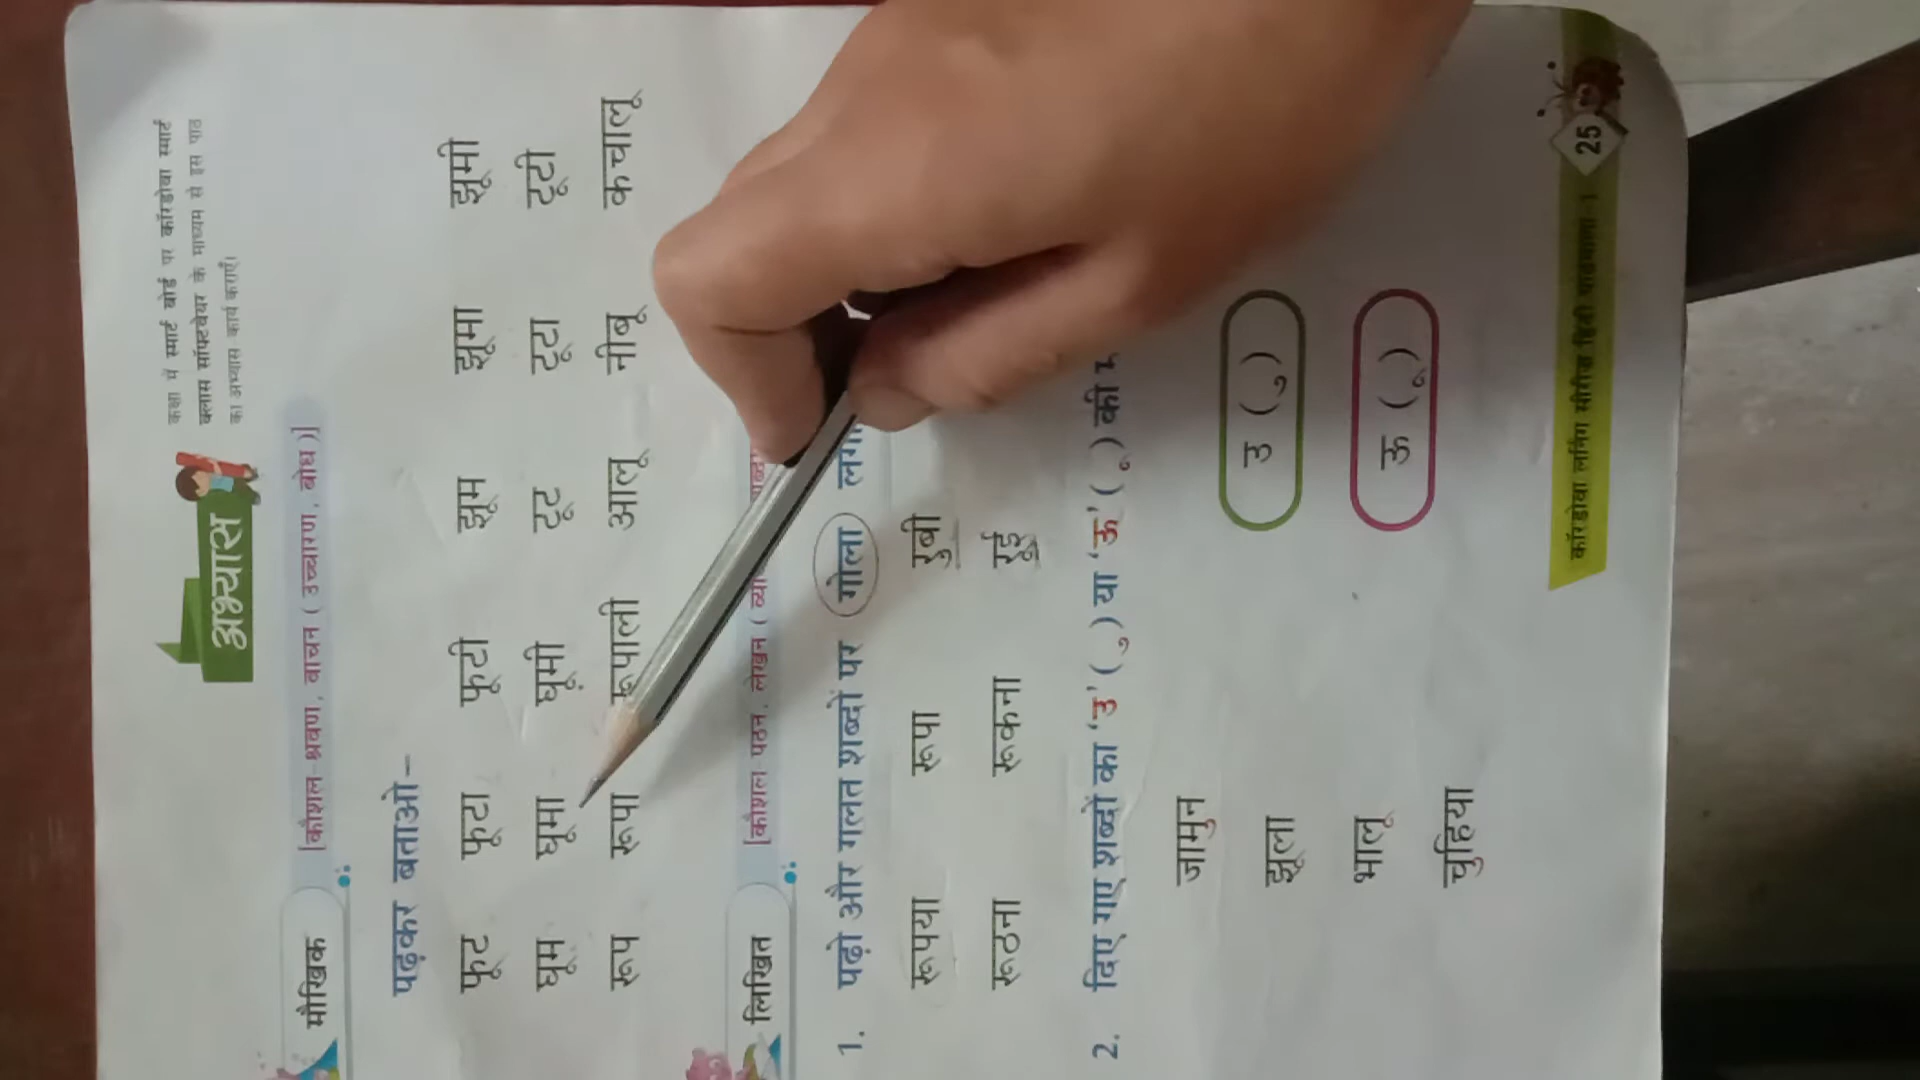 कक्षा में स्मार्ट बोर्ड पर कॉरडोवा स्मार्ट
क्लास सॉफ्टवेयर के माध्यम से इस पाठ
का अभ्यास कार्य कराएँ।
अभ्यास
मौखिक [कौशल-श्रवण, वाचन ( उच्चारण, बोध)]
पढ़कर बताओ–
फूट फूटा फूटी झूम झूमा झूमी
घूम घूमा घूमी टूट टूटा टूटी
रूप रूपा रूपाली आलू नीबू कचालू
लिखित [कौशल-पठन, लेखन (
1. पढ़ो और गलत शब्दों पर गोला
रूपया रूपा रुबी
रूठना रूकना रुई
2. दिए गए शब्दों का 'उ' ( ु ) या 'ऊ' ( ू ) की
जामुन
झूला उ ( ु )
भालू ऊ ( ू )
चुहिया
कॉरडोवा लर्निंग सीरीज़ हिंदी पाठमाला 1 25